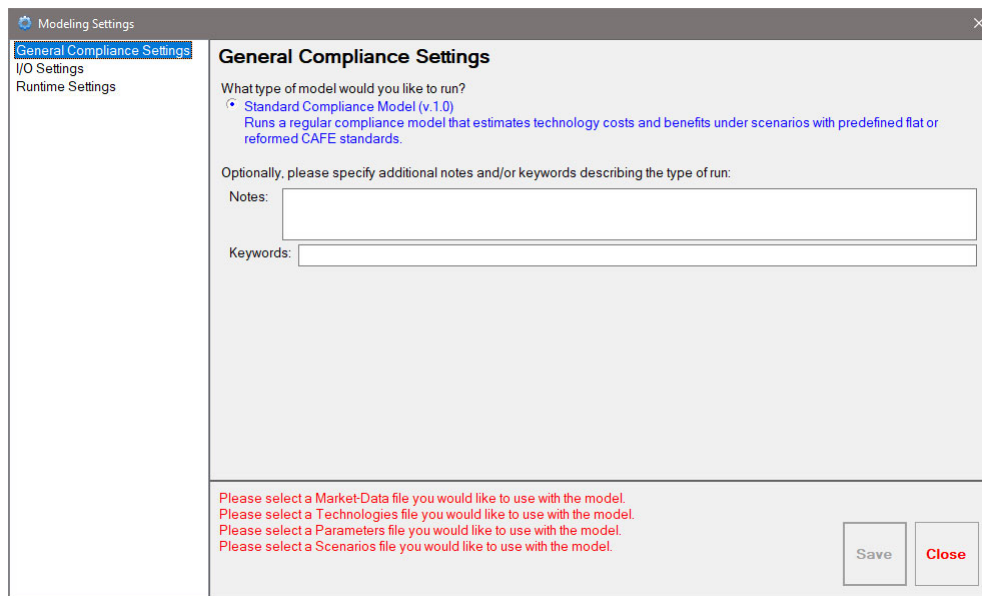 Modeling Settings
General Compliance Settings
I/O Settings
Runtime Settings
General Compliance Settings
What type of model would you like to run?
Standard Compliance Model (v.1.0)
Runs a regular compliance model that estimates technology costs and benefits under scenarios with predefined flat or
reformed CAFE standards.
Optionally, please specify additional notes and/or keywords describing the type of run:
Notes:
Keywords:
Please select a Market-Data file you would like to use with the model.
Please select a Technologies file you would like to use with the model.
Please select a Parameters file you would like to use with the model.
Please select a Scenarios file you would like to use with the model.
Save
Close